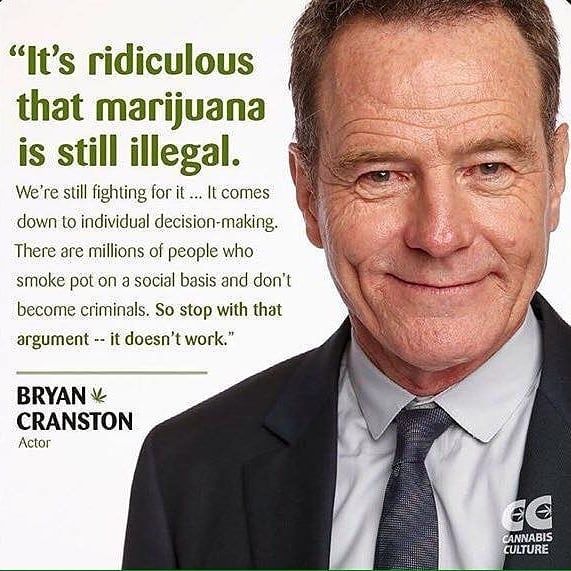 “It’s ridiculous
that marijuana
is still illegal.
We’re still fighting for it ... It comes
down to individual decision-making.
There are millions of people who
smoke pot on a social basis and don’t
become criminals. So stop with that
argument -- it doesn’t work.”
BRYAN
CRANSTON
Actor
CC
CANNABIS
CULTURE